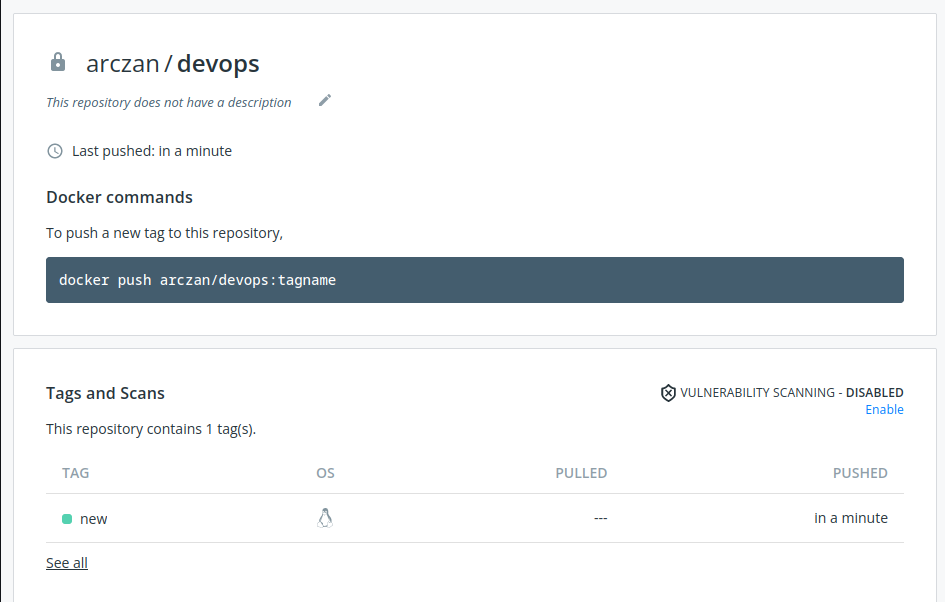 arczan / devops
This repository does not have a description
Last pushed: in a minute
Docker commands
To push a new tag to this repository,
docker push arczan/devops:tagname
Tags and Scans
VULNERABILITY SCANNING - DISABLED
Enable
This repository contains 1 tag(s).
TAG OS PULLED PUSHED
new --- in a minute
See all